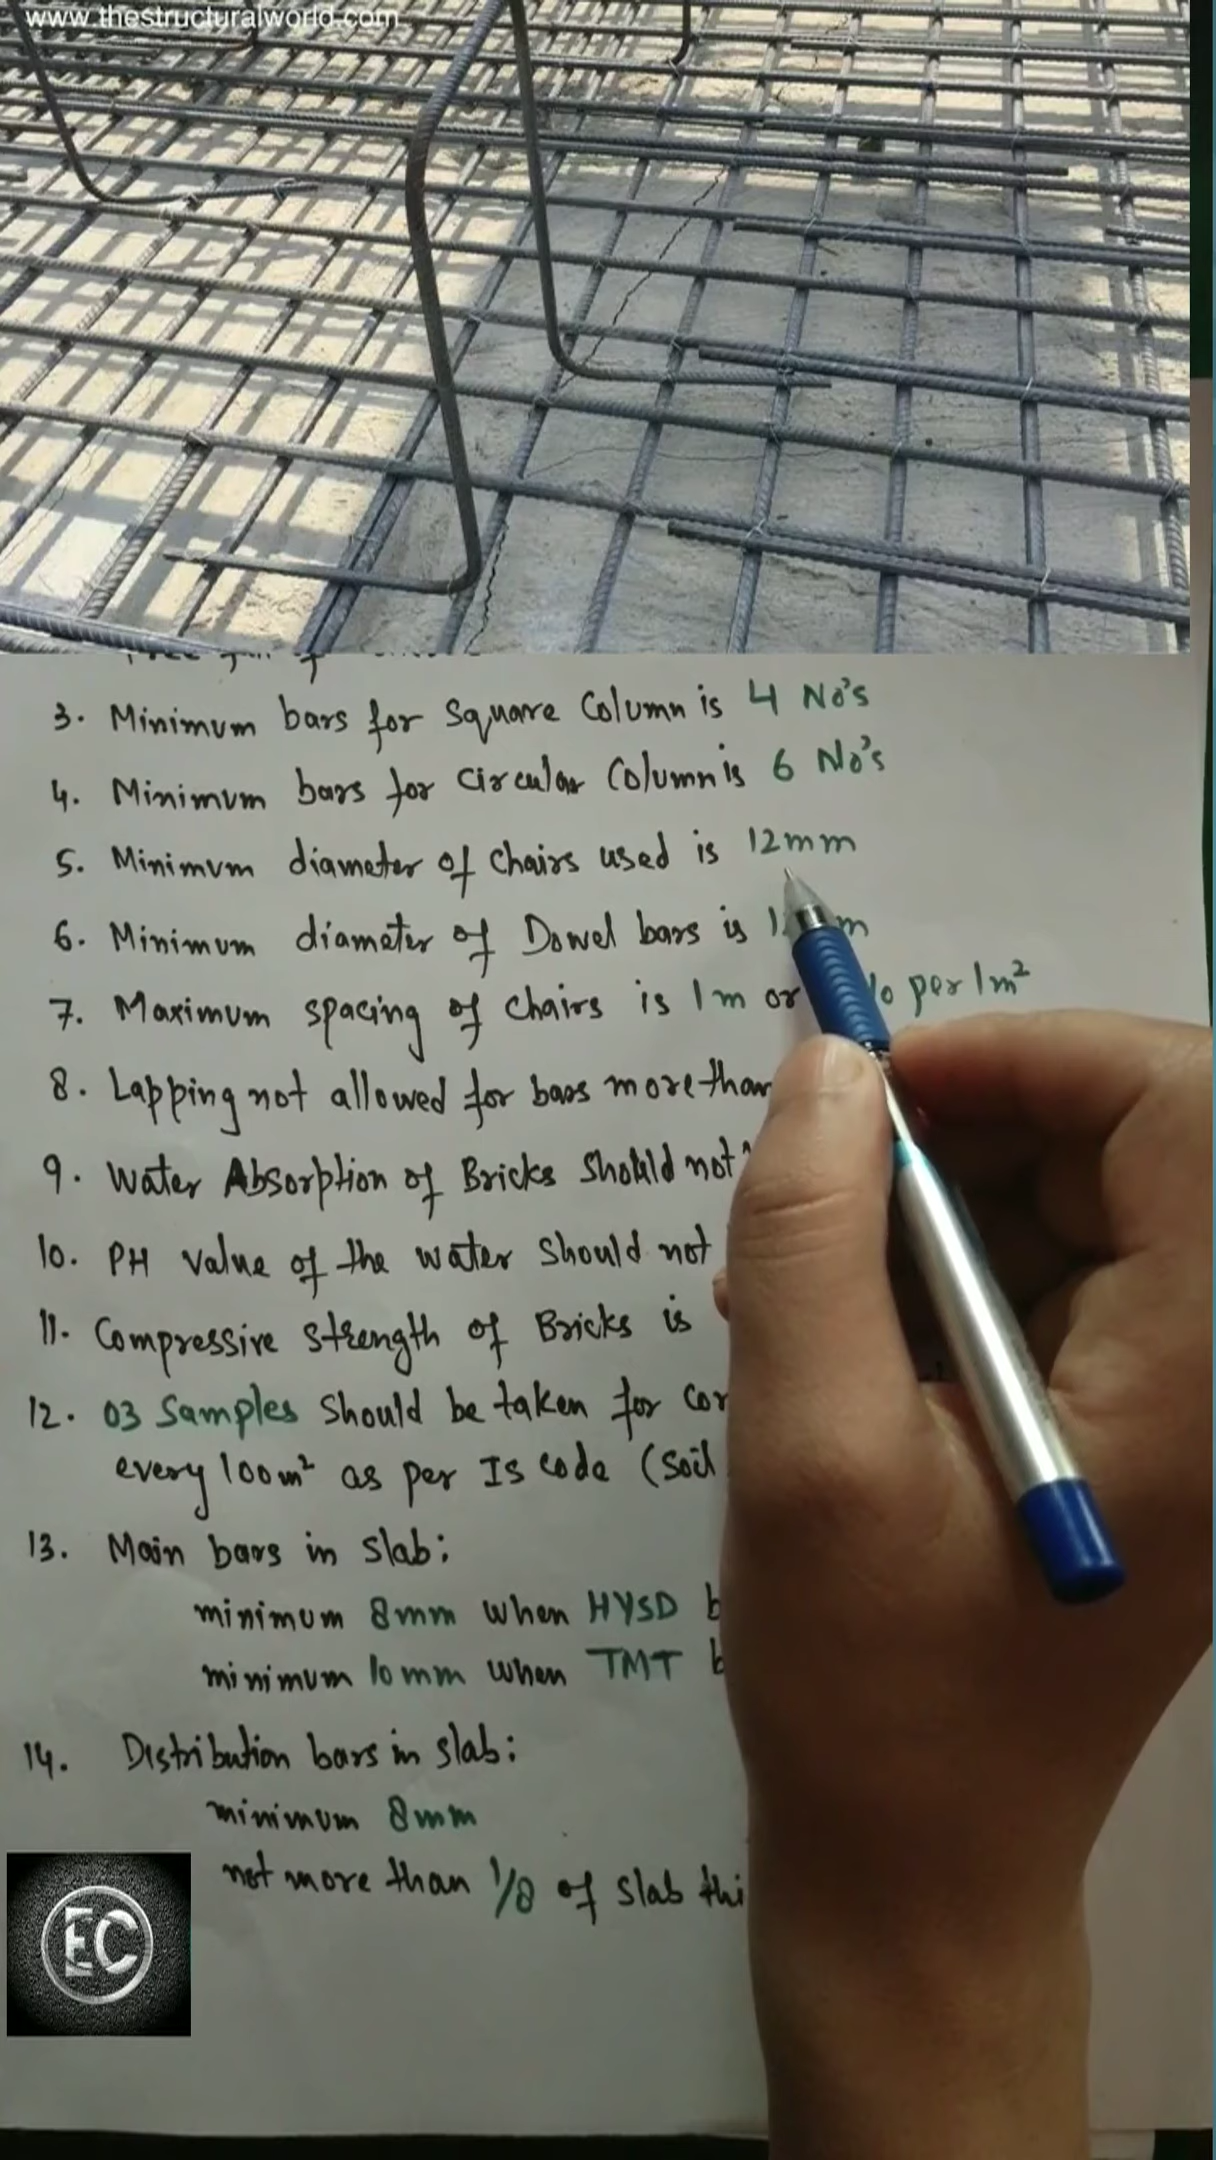 www.thestructuralworld.com
3. Minimum bars for Square Column is 4 No's
4. Minimum bars for Circular Column is 6 No's
5. Minimum diameter of Chairs used is 12mm
6. Minimum diameter of Dowel bars is
7. Maximum spacing of Chairs is 1m or per 1m²
8. Lapping not allowed for bars more than
9. Water Absorption of Bricks Should not
10. PH value of the water should not
11. Compressive Strength of Bricks is
12. 03 Samples Should be taken for
every 100m² as per Is code (Soil
13. Main bars in slab:
minimum 8mm when HYSD
minimum 10mm when TMT
14. Distribution bars in slab:
minimum 8mm
not more than 1/8 of slab
EC